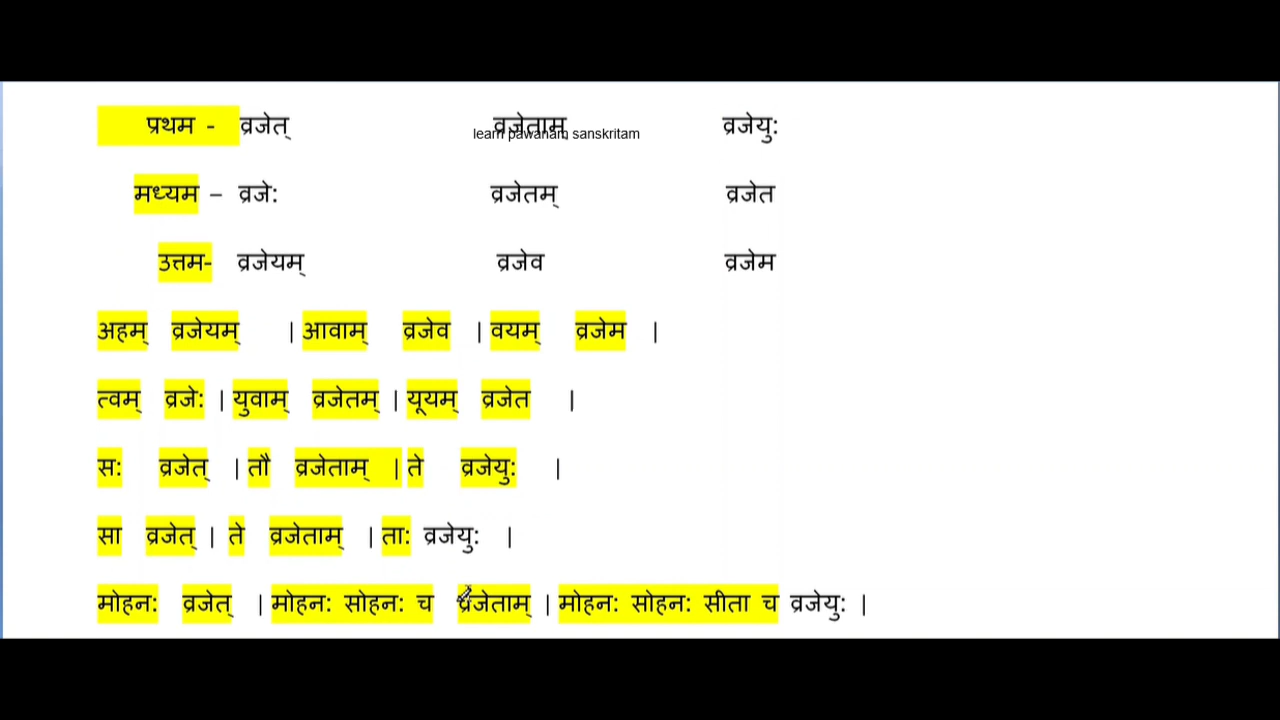 प्रथम - व्रजेत् व्रजेताम् व्रजेयु:
learn pawanam sanskritam
मध्यम – व्रजे: व्रजेतम् व्रजेत
उत्तम- व्रजेयम् व्रजेव व्रजेम
अहम् व्रजेयम् | आवाम् व्रजेव | वयम् व्रजेम |
त्वम् व्रजे: | युवाम् व्रजेतम् | यूयम् व्रजेत |
स: व्रजेत् | तौ व्रजेताम् | ते व्रजेयु: |
सा व्रजेत् | ते व्रजेताम् | ता: व्रजेयु: |
मोहन: व्रजेत् | मोहन: सोहन: च व्रजेताम् | मोहन: सोहन: सीता च व्रजेयु: |